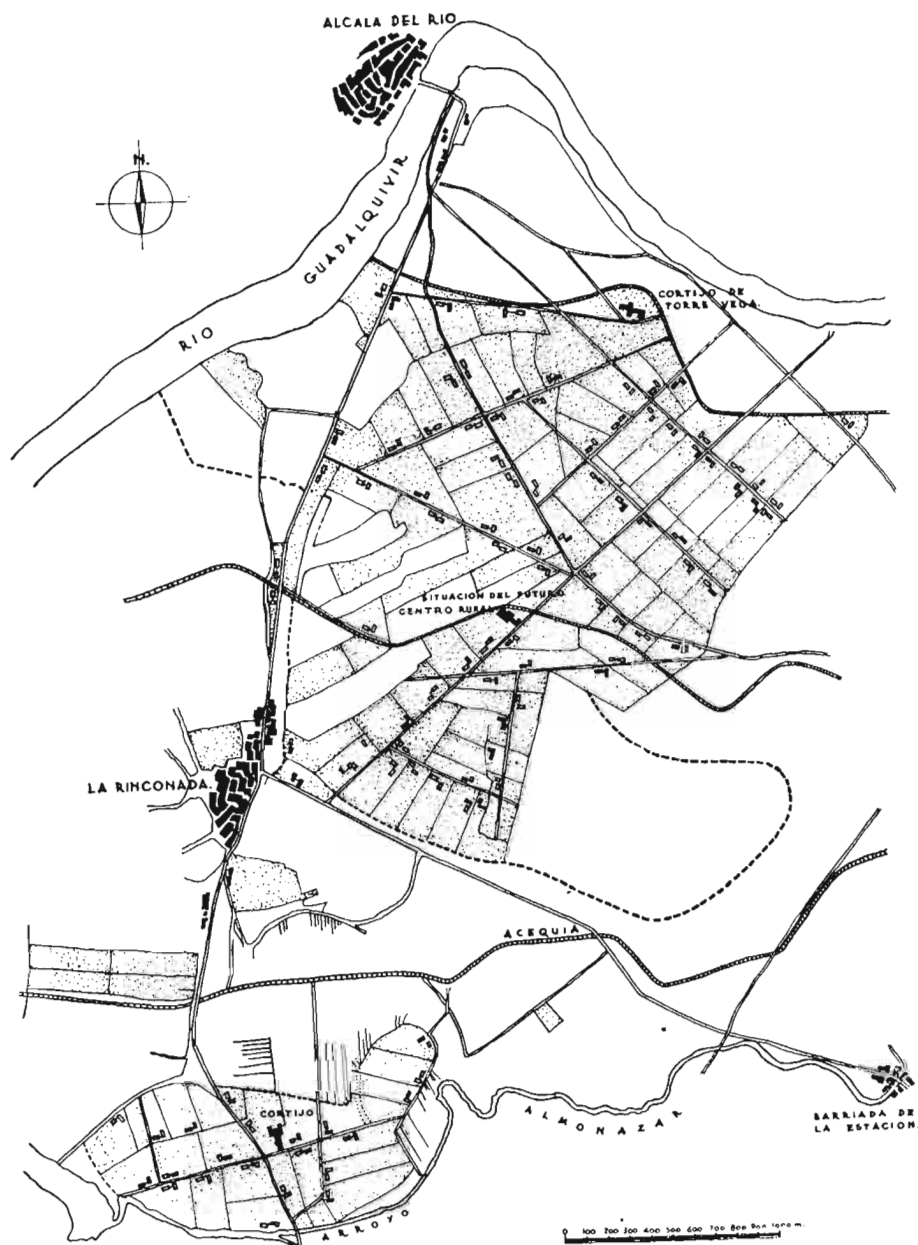 ALCALA DEL RIO
N.
RIO GUADALQUIVIR
CORTIJO DE
TORRE VEGA.
SITUACION DEL FUTURO
CENTRO RURAL
LA RINCONADA.
ACEQUIA
ALMONAZAR
BARRIADA DE
LA ESTACION.
CORTIJO
ARROYO
0 100 200 300 400 500 600 700 800 900 1000 m.